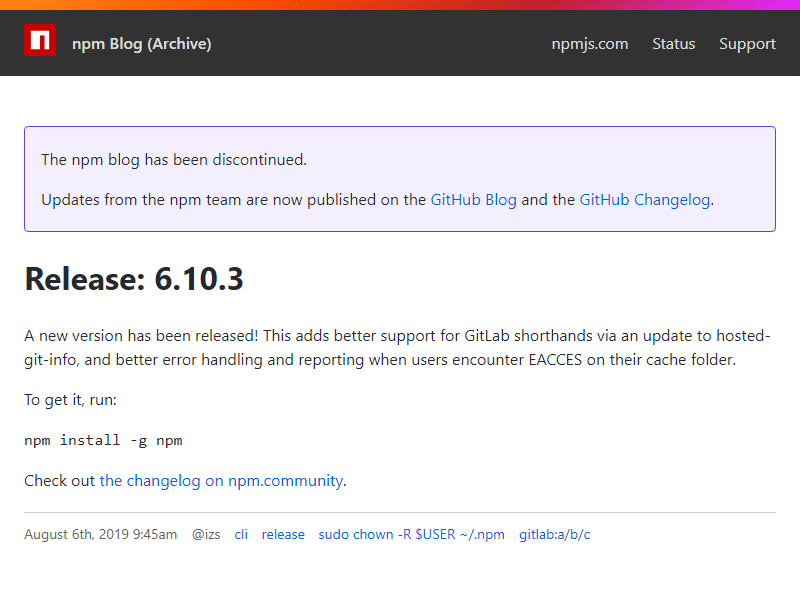 npm Blog (Archive)
npmjs.com Status Support
The npm blog has been discontinued.
Updates from the npm team are now published on the GitHub Blog and the GitHub Changelog.
Release: 6.10.3
A new version has been released! This adds better support for GitLab shorthands via an update to hosted-
git-info, and better error handling and reporting when users encounter EACCES on their cache folder.
To get it, run:
npm install -g npm
Check out the changelog on npm.community.
August 6th, 2019 9:45am @izs cli release sudo chown -R $USER ~/.npm gitlab:a/b/c